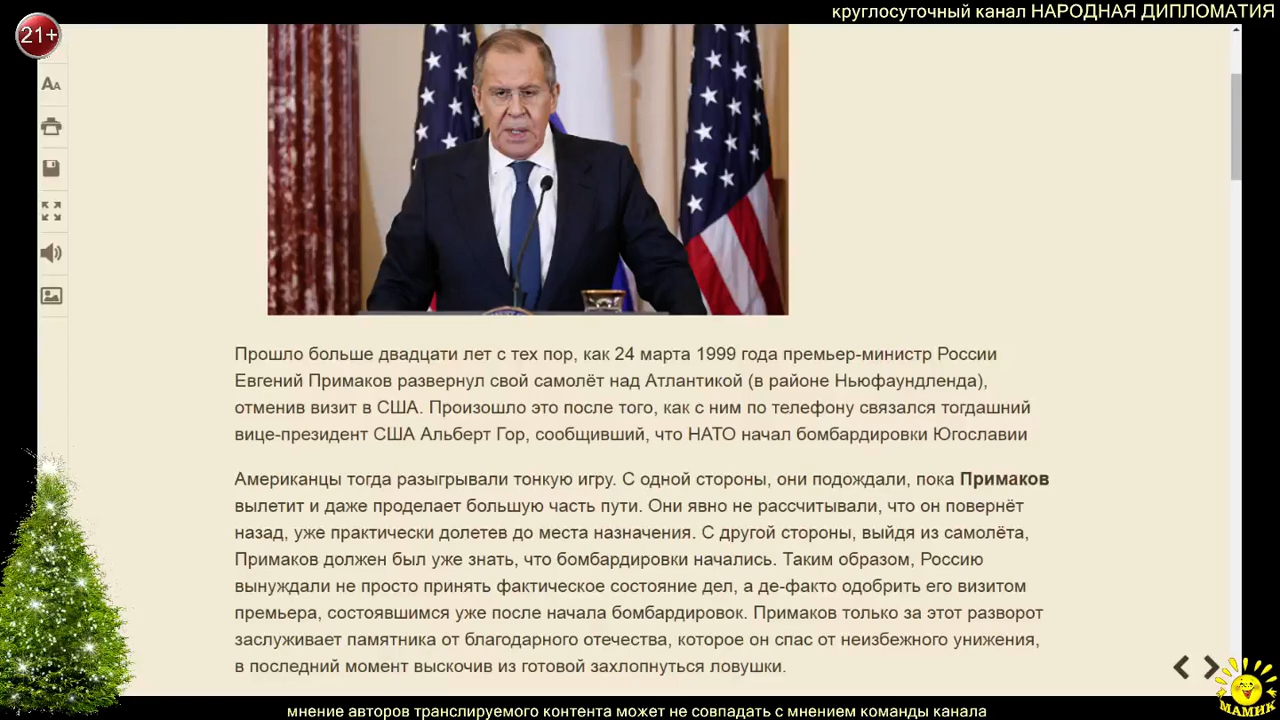 круглосуточный канал НАРОДНАЯ ДИПЛОМАТИЯ
21+
AA
Прошло больше двадцати лет с тех пор, как 24 марта 1999 года премьер-министр России
Евгений Примаков развернул свой самолёт над Атлантикой (в районе Ньюфаундленда),
отменив визит в США. Произошло это после того, как с ним по телефону связался тогдашний
вице-президент США Альберт Гор, сообщивший, что НАТО начал бомбардировки Югославии
Американцы тогда разыгрывали тонкую игру. С одной стороны, они подождали, пока Примаков
вылетит и даже проделает большую часть пути. Они явно не рассчитывали, что он повернёт
назад, уже практически долетев до места назначения. С другой стороны, выйдя из самолёта,
Примаков должен был уже знать, что бомбардировки начались. Таким образом, Россию
вынуждали не просто принять фактическое состояние дел, а де-факто одобрить его визитом
премьера, состоявшимся уже после начала бомбардировок. Примаков только за этот разворот
заслуживает памятника от благодарного отечества, которое он спас от неизбежного унижения,
в последний момент выскочив из готовой захлопнуться ловушки.
МАМИК
мнение авторов транслируемого контента может не совпадать с мнением команды канала